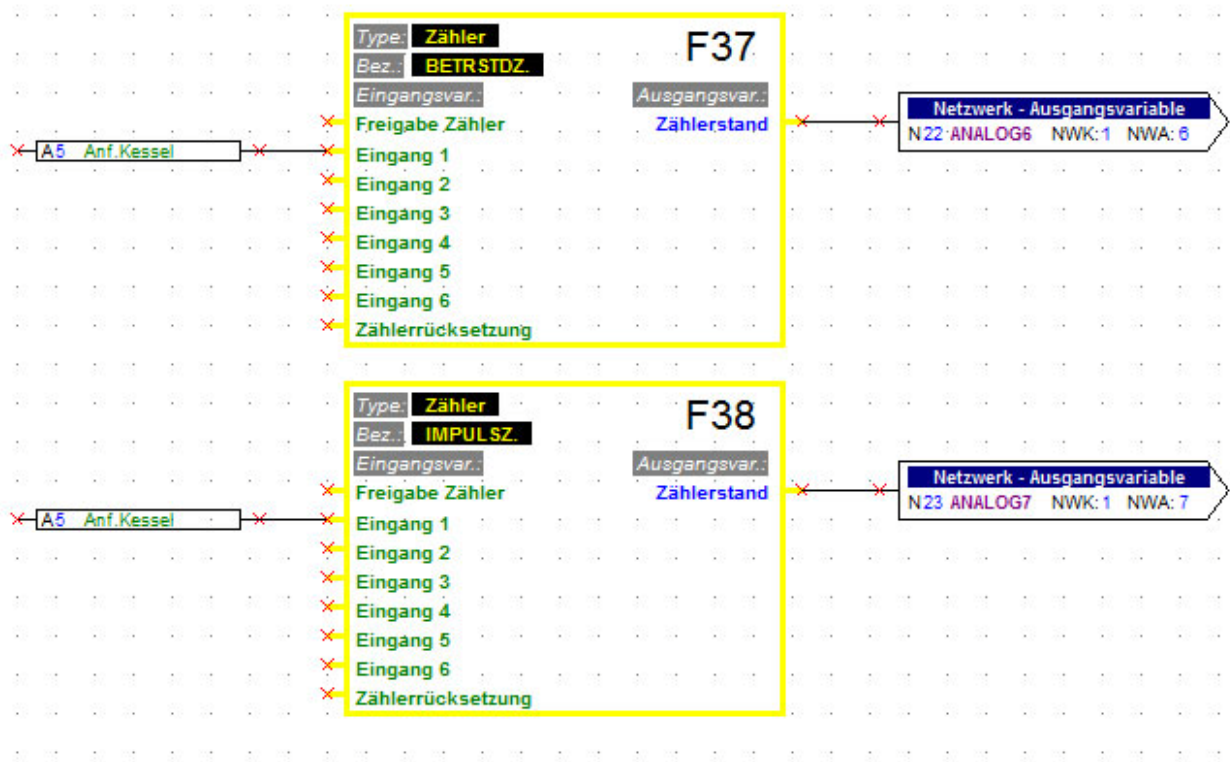 Type: Zähler F37
Bez.: BETRSTDZ.
Eingangsvar.: Ausgangsvar.:
Netzwerk - Ausgangsvariable
Freigabe Zähler Zählerstand
N22 ANALOG6 NWK:1 NWA: 6
A5 Anf.Kessel
Eingang 1
Eingang 2
Eingang 3
Eingang 4
Eingang 5
Eingang 6
Zählerrücksetzung
Type: Zähler F38
Bez.: IMPULSZ.
Eingangsvar.: Ausgangsvar.:
Netzwerk - Ausgangsvariable
Freigabe Zähler Zählerstand
N23 ANALOG7 NWK:1 NWA: 7
A5 Anf.Kessel
Eingang 1
Eingang 2
Eingang 3
Eingang 4
Eingang 5
Eingang 6
Zählerrücksetzung